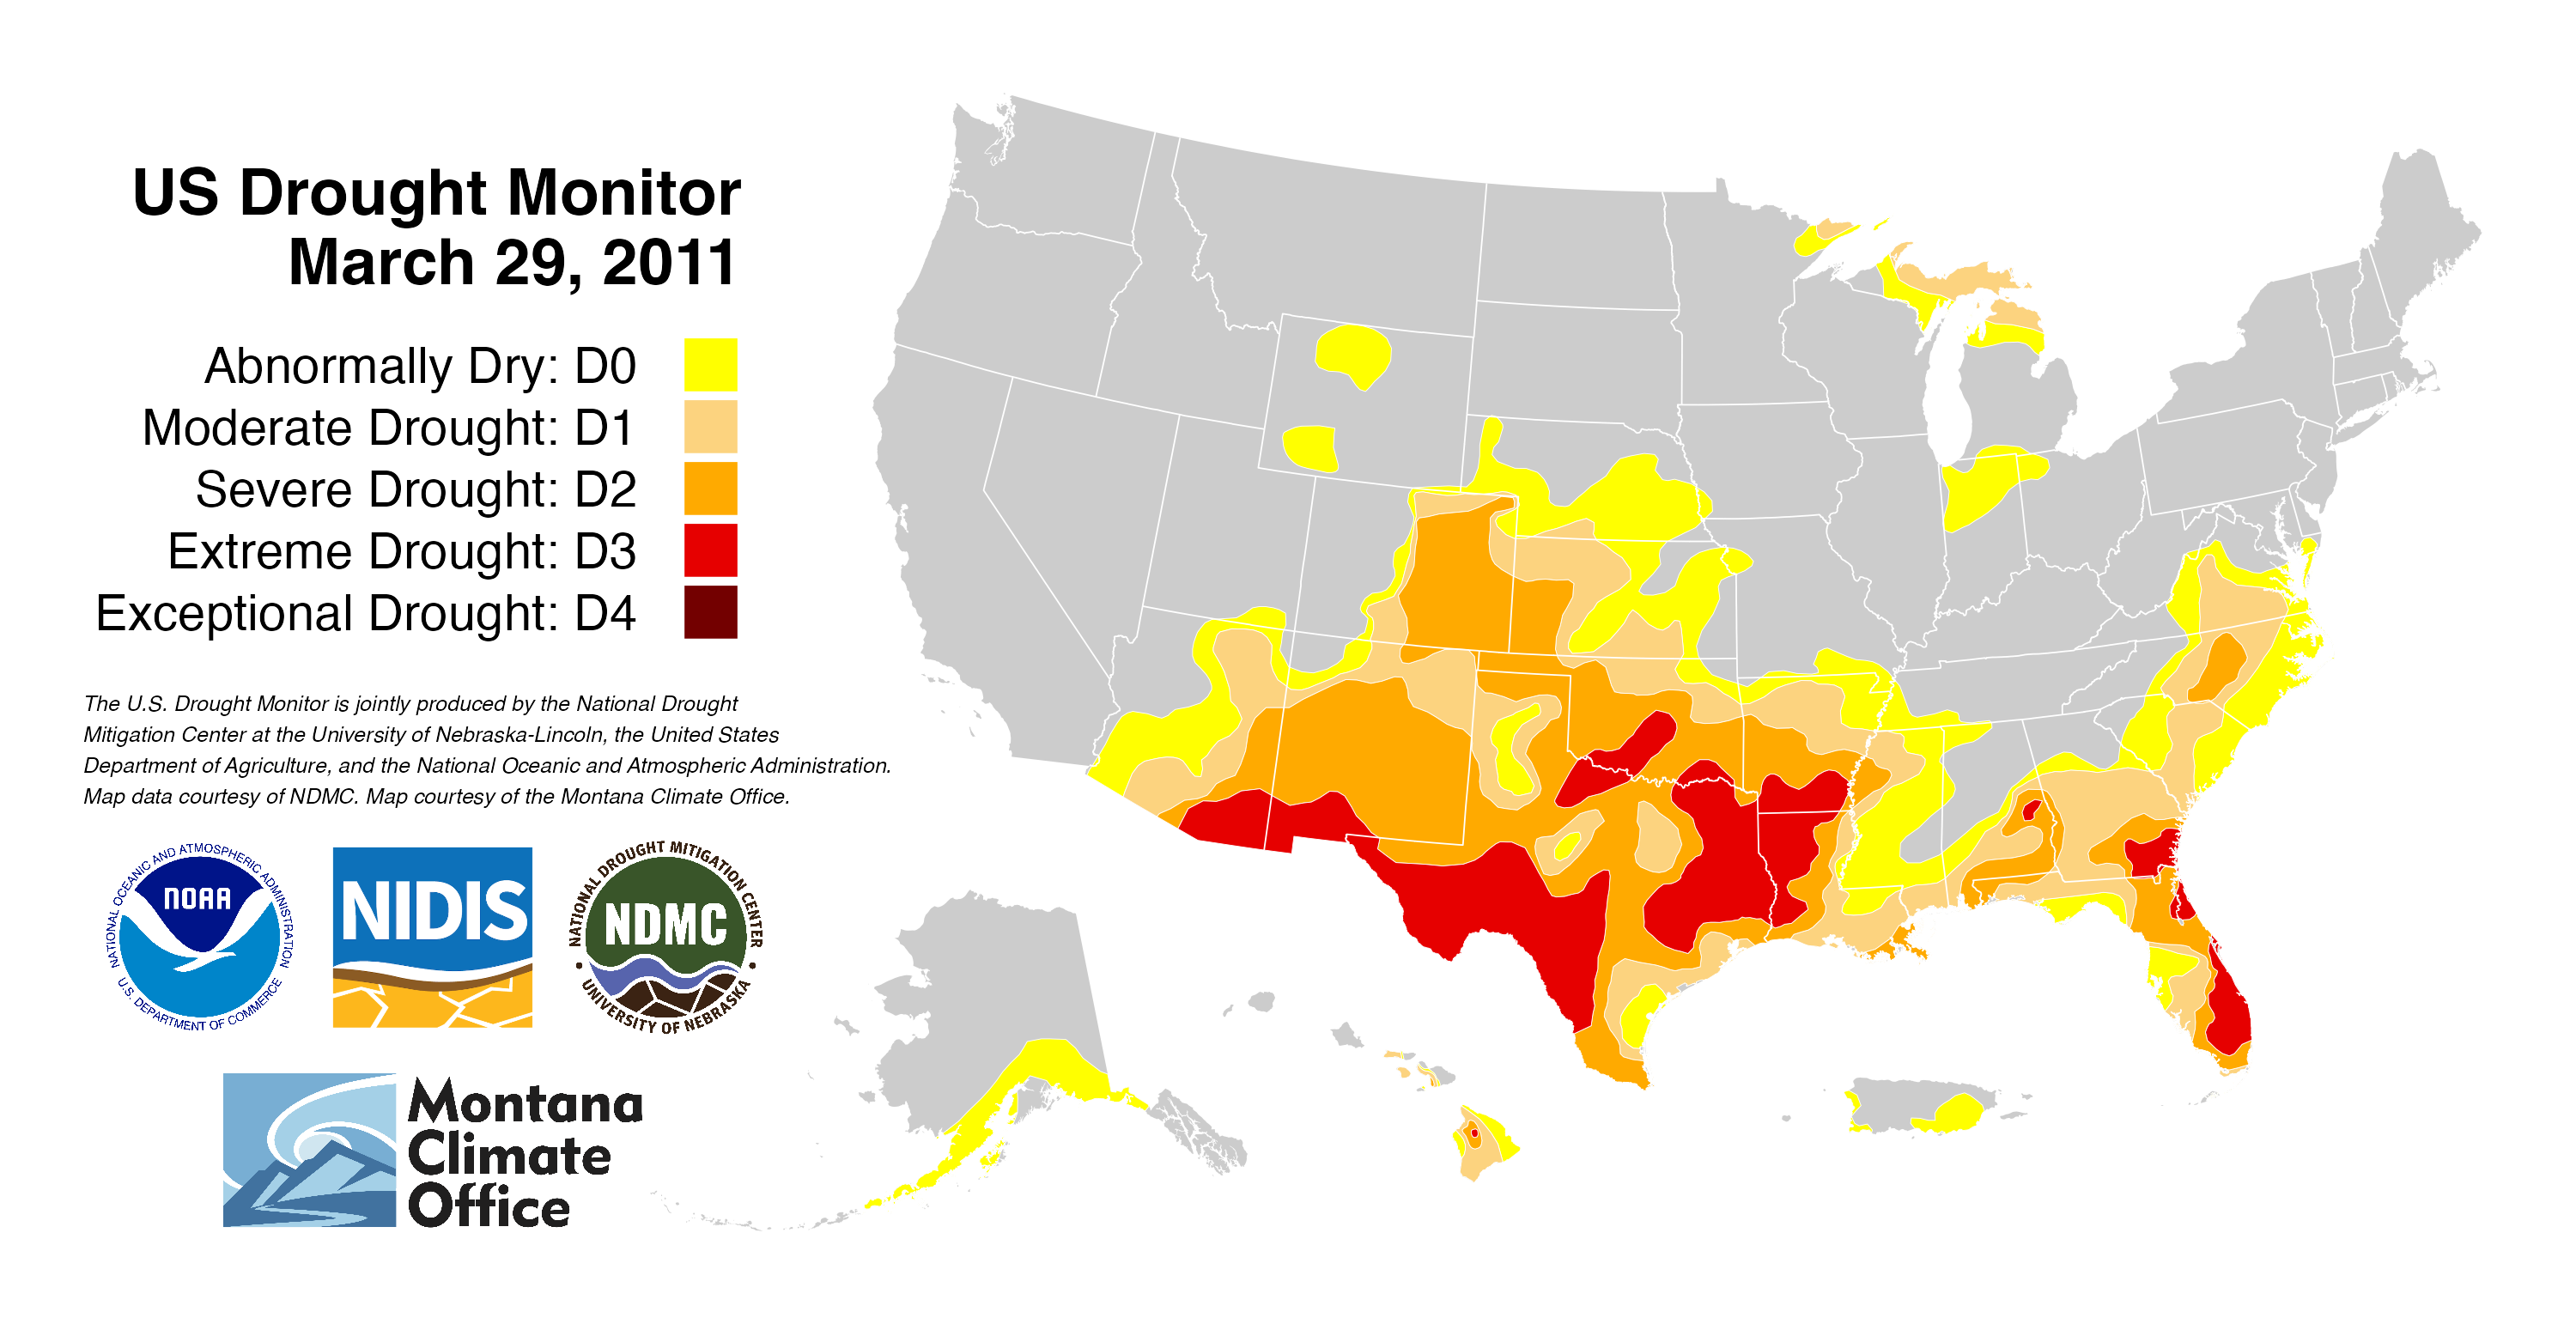 US Drought Monitor
March 29, 2011
Abnormally Dry: D0
Moderate Drought: D1
Severe Drought: D2
Extreme Drought: D3
Exceptional Drought: D4
The U.S. Drought Monitor is jointly produced by the National Drought
Mitigation Center at the University of Nebraska-Lincoln, the United States
Department of Agriculture, and the National Oceanic and Atmospheric Administration.
Map data courtesy of NDMC. Map courtesy of the Montana Climate Office.
NATIONAL OCEANIC AND ATMOSPHERIC ADMINISTRATION
NOAA
U.S. DEPARTMENT OF COMMERCE
NIDIS
NATIONAL DROUGHT MITIGATION CENTER
NDMC
UNIVERSITY OF NEBRASKA
Montana
Climate
Office